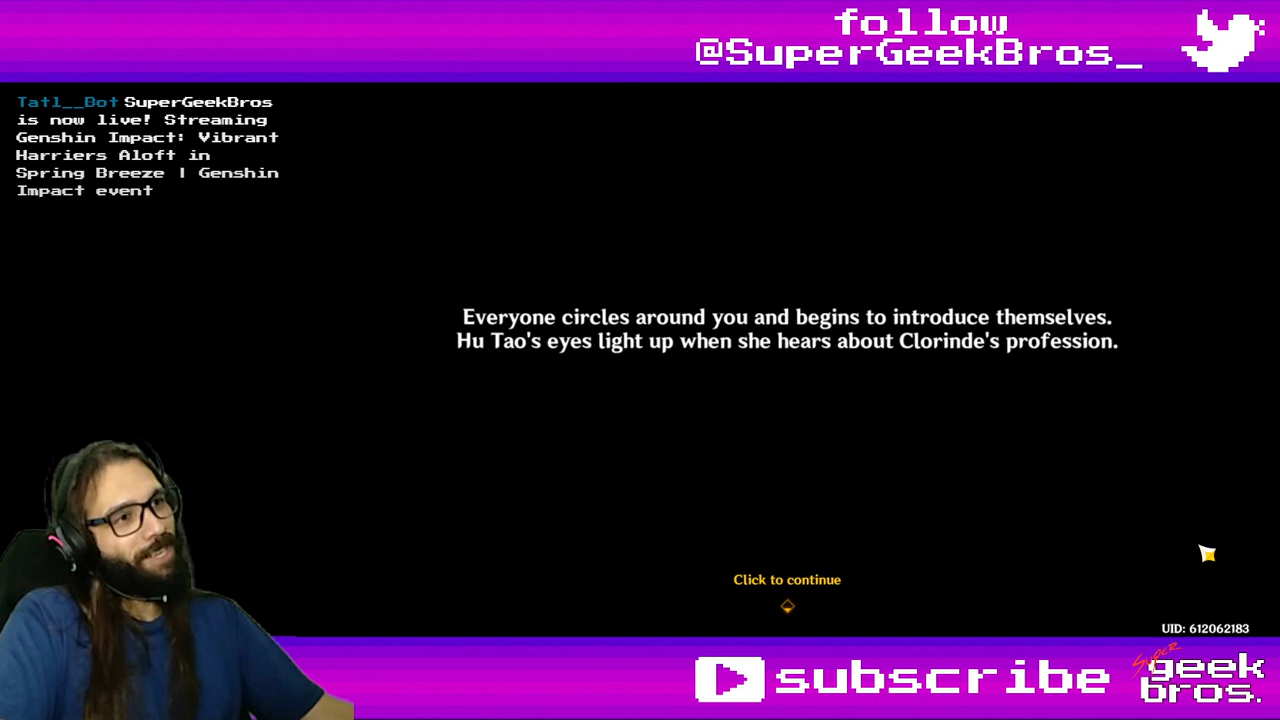 follow
@SuperGeekBros_
Tatl__Bot SuperGeekBros
is now live! Streaming
Genshin Impact: Vibrant
Harriers Aloft in
Spring Breeze | Genshin
Impact event
Everyone circles around you and begins to introduce themselves.
Hu Tao's eyes light up when she hears about Clorinde's profession.
Click to continue
UID: 612062183
subscribe
super
geek
bros.